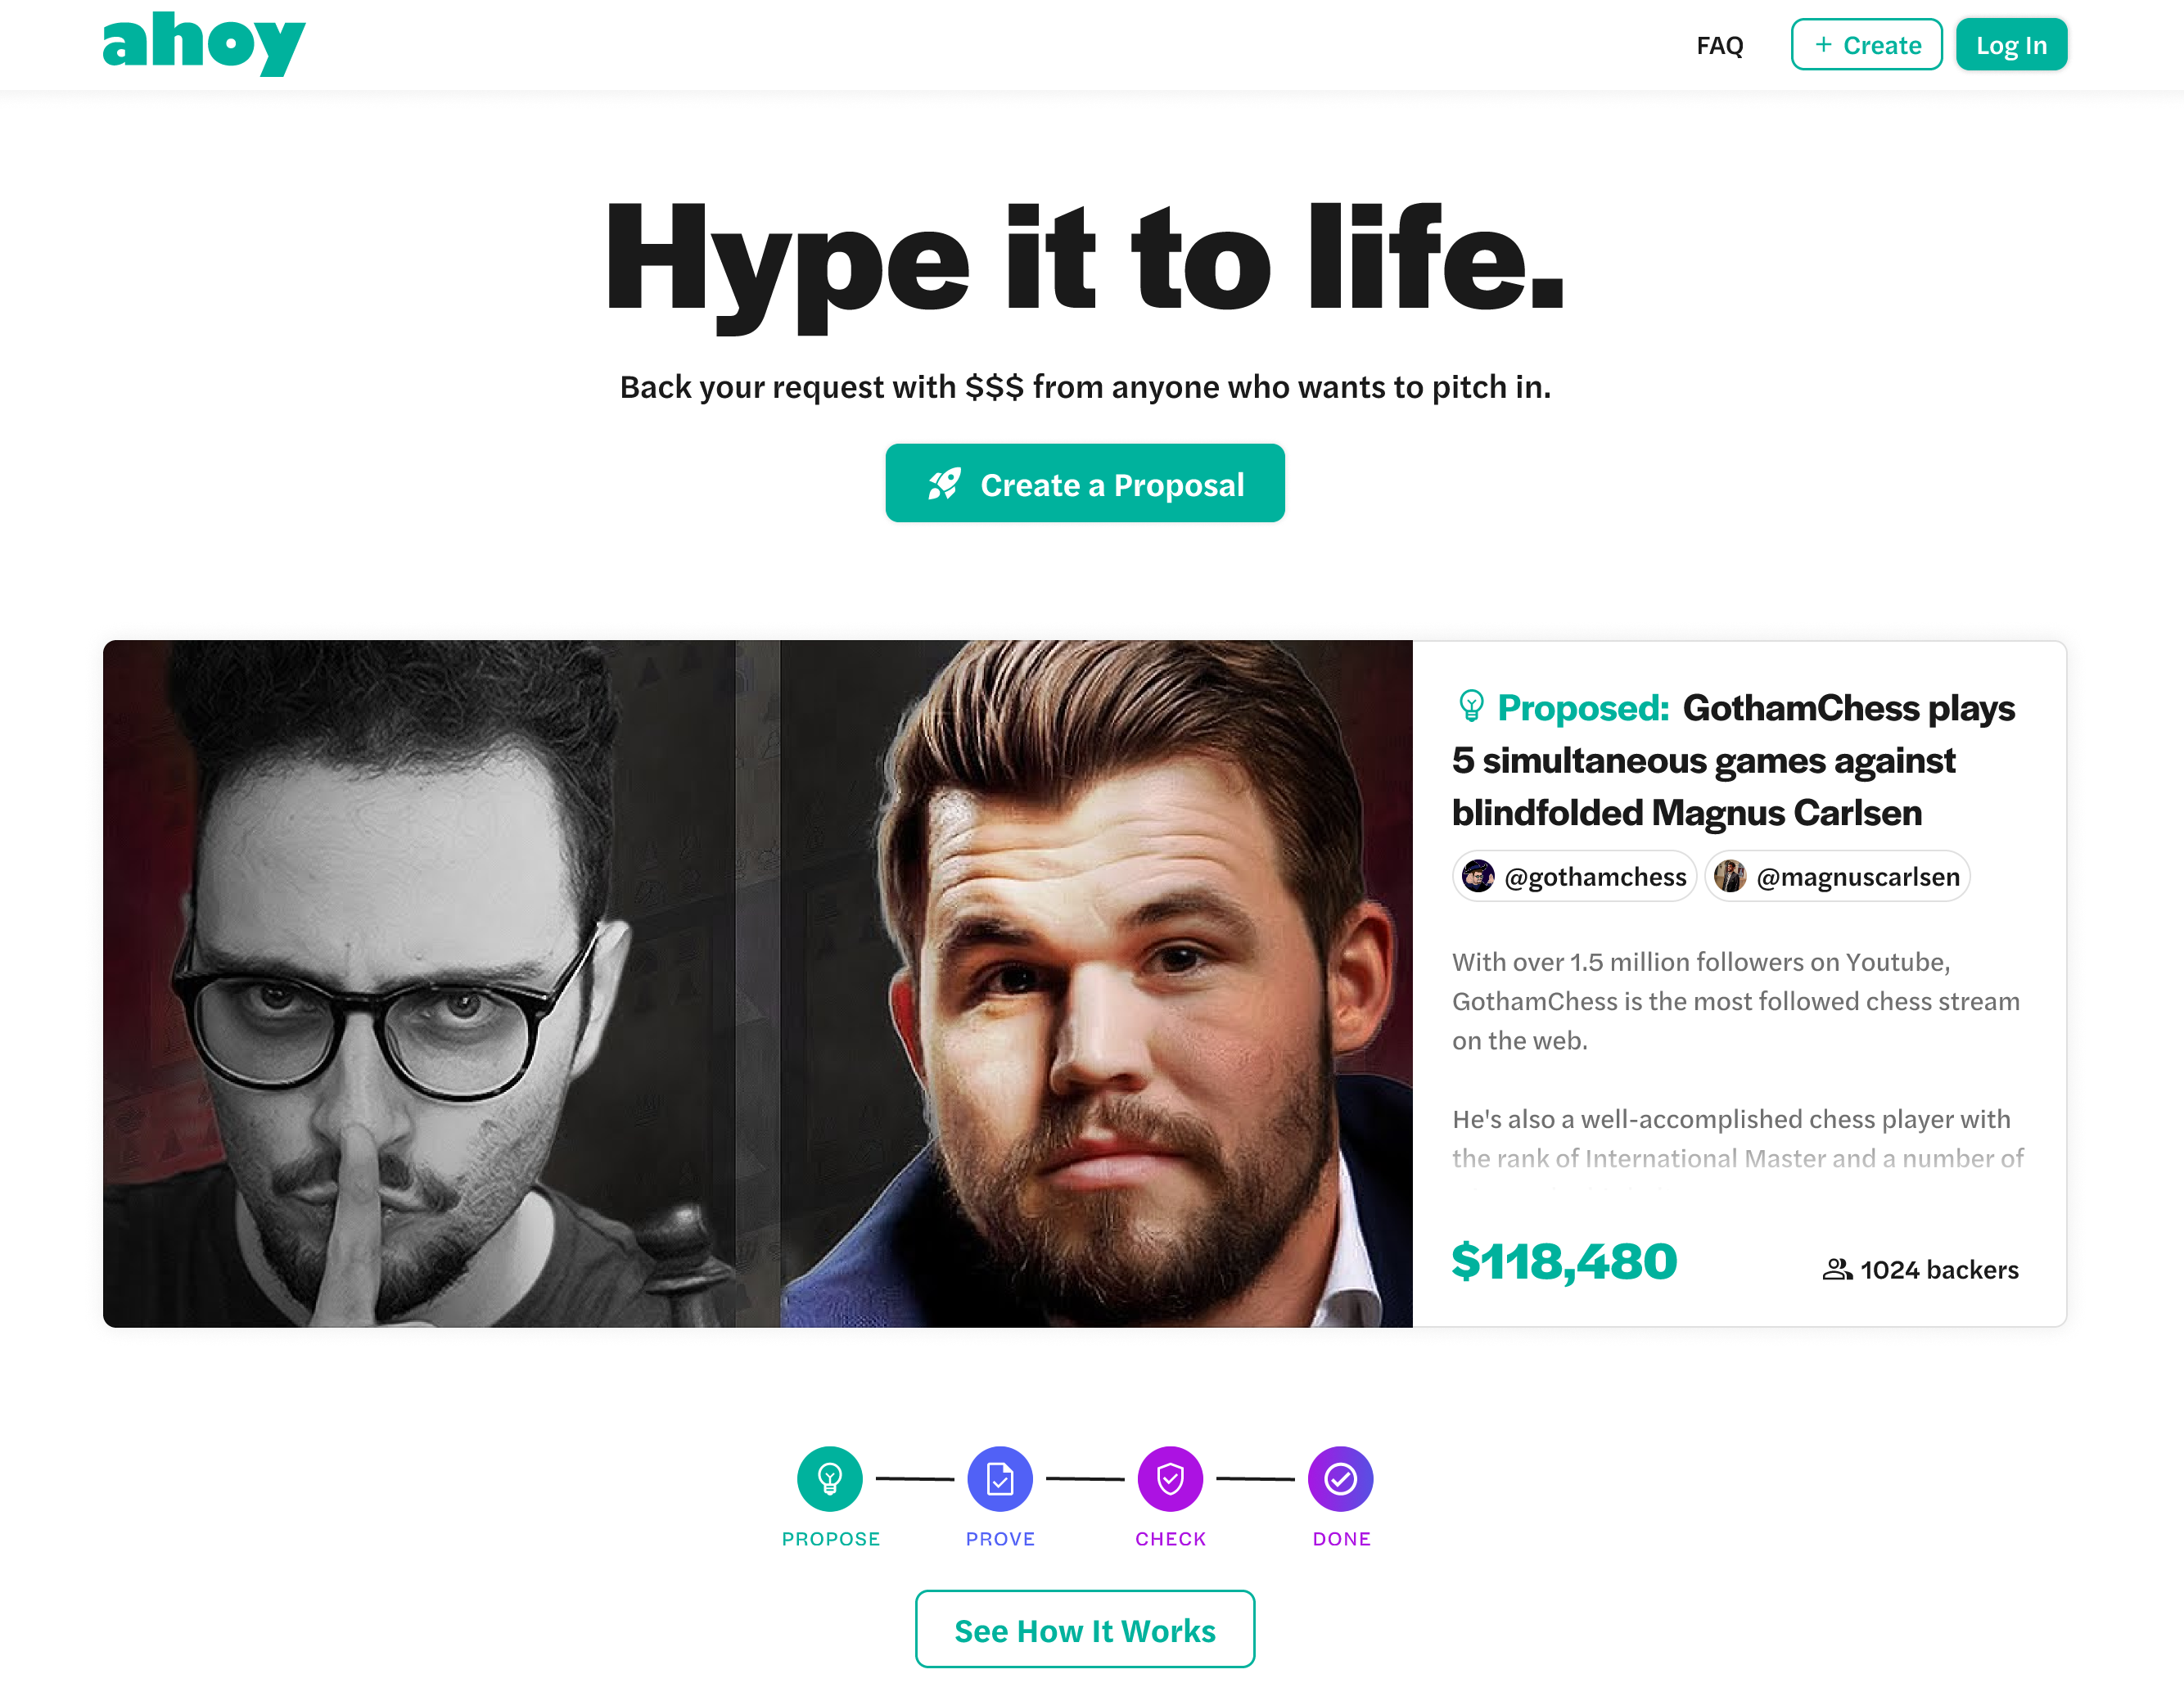 ahoy
FAQ
+ Create
Log In
Hype it to life.
Back your request with $$$ from anyone who wants to pitch in.
Create a Proposal
Proposed: GothamChess plays
5 simultaneous games against
blindfolded Magnus Carlsen
@gothamchess
@magnuscarlsen
With over 1.5 million followers on Youtube,
GothamChess is the most followed chess stream
on the web.
He's also a well-accomplished chess player with
the rank of International Master and a number of
$118,480
1024 backers
PROPOSE
PROVE
CHECK
DONE
See How It Works